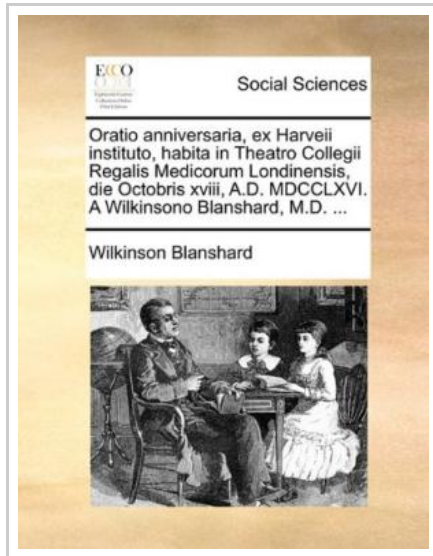 ECCO
Social Sciences
Oratio anniversaria, ex Harveii
instituto, habita in Theatro Collegii
Regalis Medicorum Londinensis,
die Octobris xviii, A.D. MDCCLXVI.
A Wilkinsono Blanshard, M.D. ...
Wilkinson Blanshard